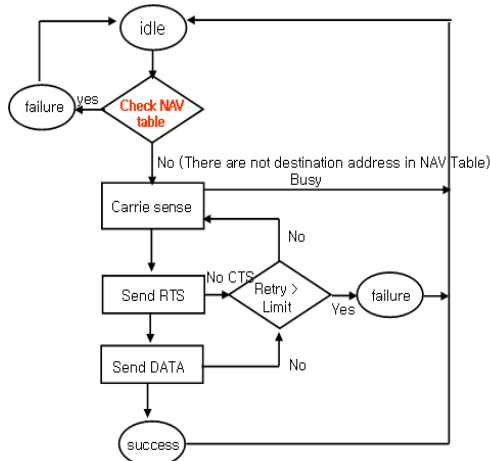 idle
failure
yes
Check NAV
table
No (There are not destination address in NAV Table)
Busy
Carrie sense
No
No CTS
Send RTS
Retry >
Limit
Yes
failure
Send DATA
No
success